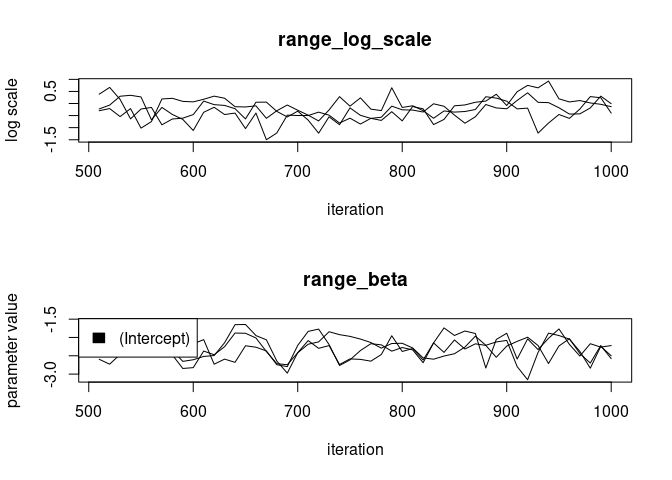 range_log_scale
log scale
0.5
-1.5
500 600 700 800 900 1000
iteration
range_beta
parameter value
-1.5
-3.0
(Intercept)
500 600 700 800 900 1000
iteration